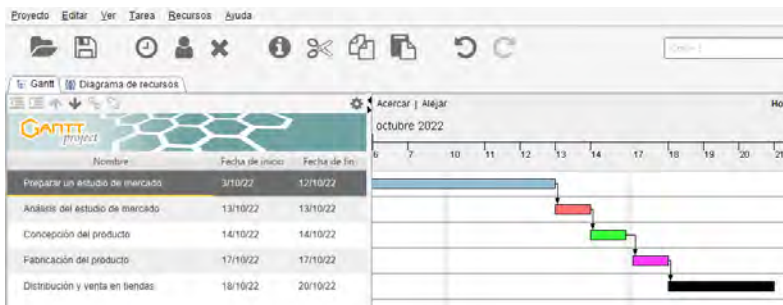 Proyecto Editar Ver Tarea Recursos Ayuda
Gantt Diagrama de recursos
Acercar | Alejar
Ho
GANTT project
octubre 2022
6 7 10 11 12 13 14 17 18 19 20 21
Nombre Fecha de inicio Fecha de fin
Preparar un estudio de mercado 3/10/22 12/10/22
Análisis del estudio de mercado 13/10/22 13/10/22
Concepción del producto 14/10/22 14/10/22
Fabricación del producto 17/10/22 17/10/22
Distribución y venta en tiendas 18/10/22 20/10/22